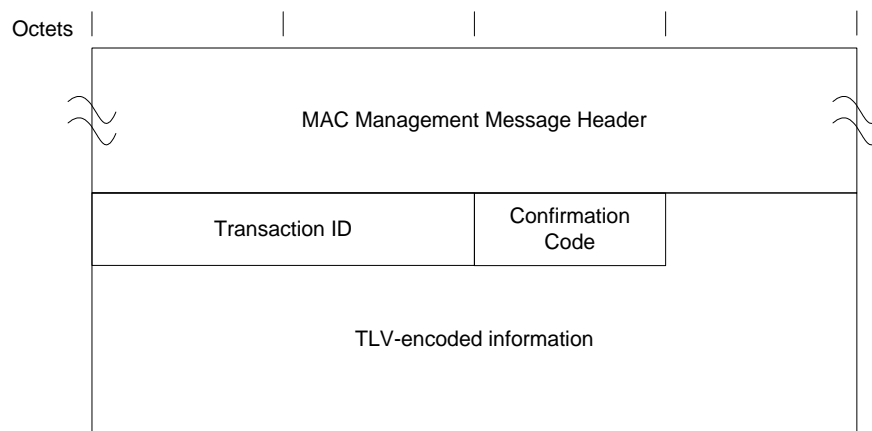 Octets
MAC Management Message Header
Transaction ID
Confirmation
Code
TLV-encoded information